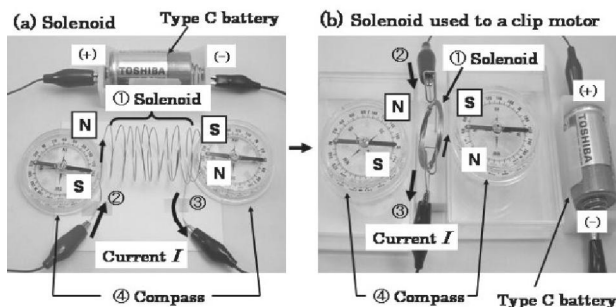 (a) Solenoid
Type C battery
(+)
(-)
TOSHIBA
① Solenoid
N
S
S
N
②
③
Current I
④ Compass
(b) Solenoid used to a clip motor
②
① Solenoid
N
S
S
N
(+)
TOSHIBA
③
(-)
Current I
④ Compass
Type C battery